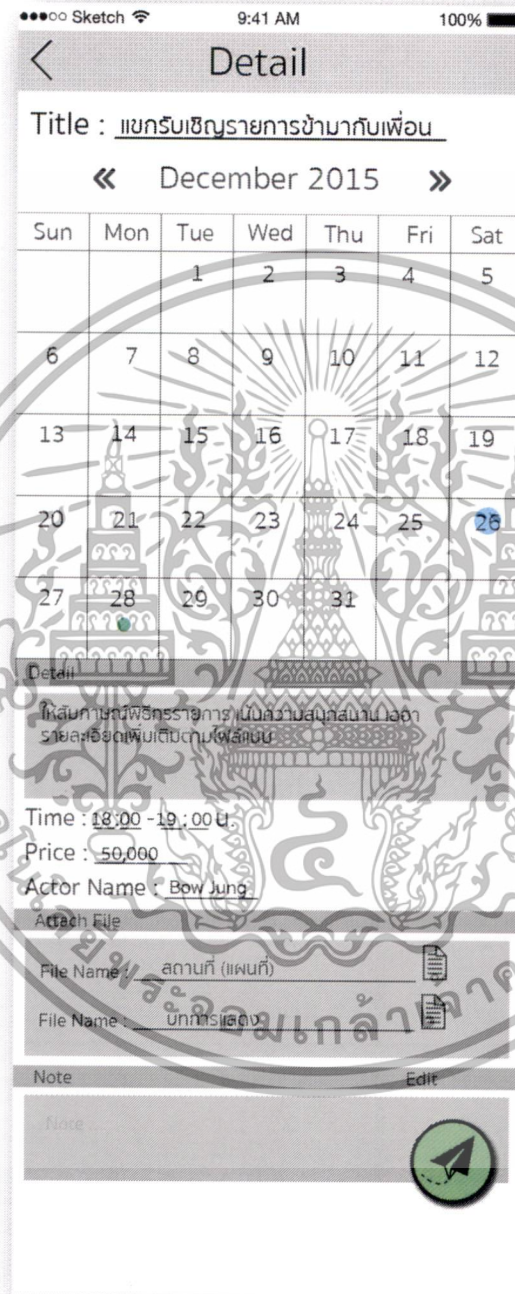 ●●●○○ Sketch 9:41 AM 100%
Detail
Title : แขกรับเชิญรายการข้ามากับเพื่อน
« December 2015 »
Sun Mon Tue Wed Thu Fri Sat
1 2 3 4 5
6 7 8 9 10 11 12
13 14 15 16 17 18 19
20 21 22 23 24 25 26
27 28 29 30 31
Detail
ให้สัมภาษณ์พิธีกรรายการ เน้นความสนุกสนาน เฮฮา
รายละเอียดเพิ่มเติมตามไฟล์แนบ
Time : 18:00 -19:00 น.
Price : 50,000
Actor Name : Bow Jung
Attach File
File Name : สถานที่ (แผนที่)
File Name : บทการแสดง
Note Edit
Note